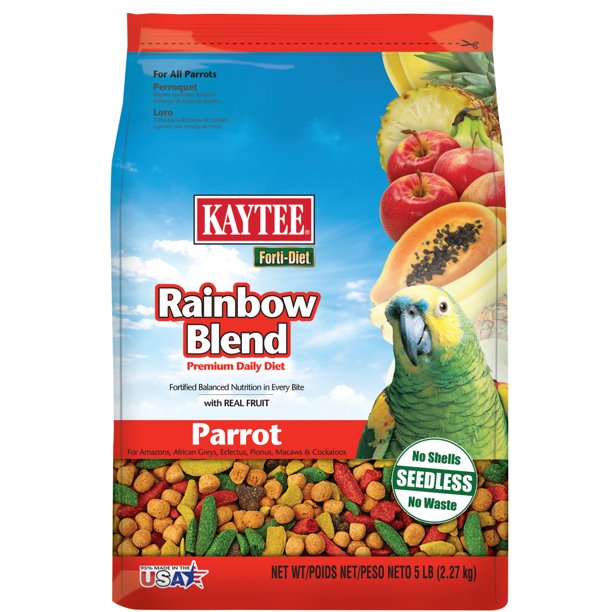 For All Parrots
Perroquet
Loro
KAYTEE®
Forti-Diet
Rainbow
Blend
Premium Daily Diet
Fortified Balanced Nutrition in Every Bite
with REAL FRUIT
Parrot
For Amazons, African Greys, Eclectus, Pionus, Macaws & Cockatoos
No Shells
SEEDLESS
No Waste
95% MADE IN THE
USA
NET WT/POIDS NET/PESO NETO 5 LB (2.27 kg)